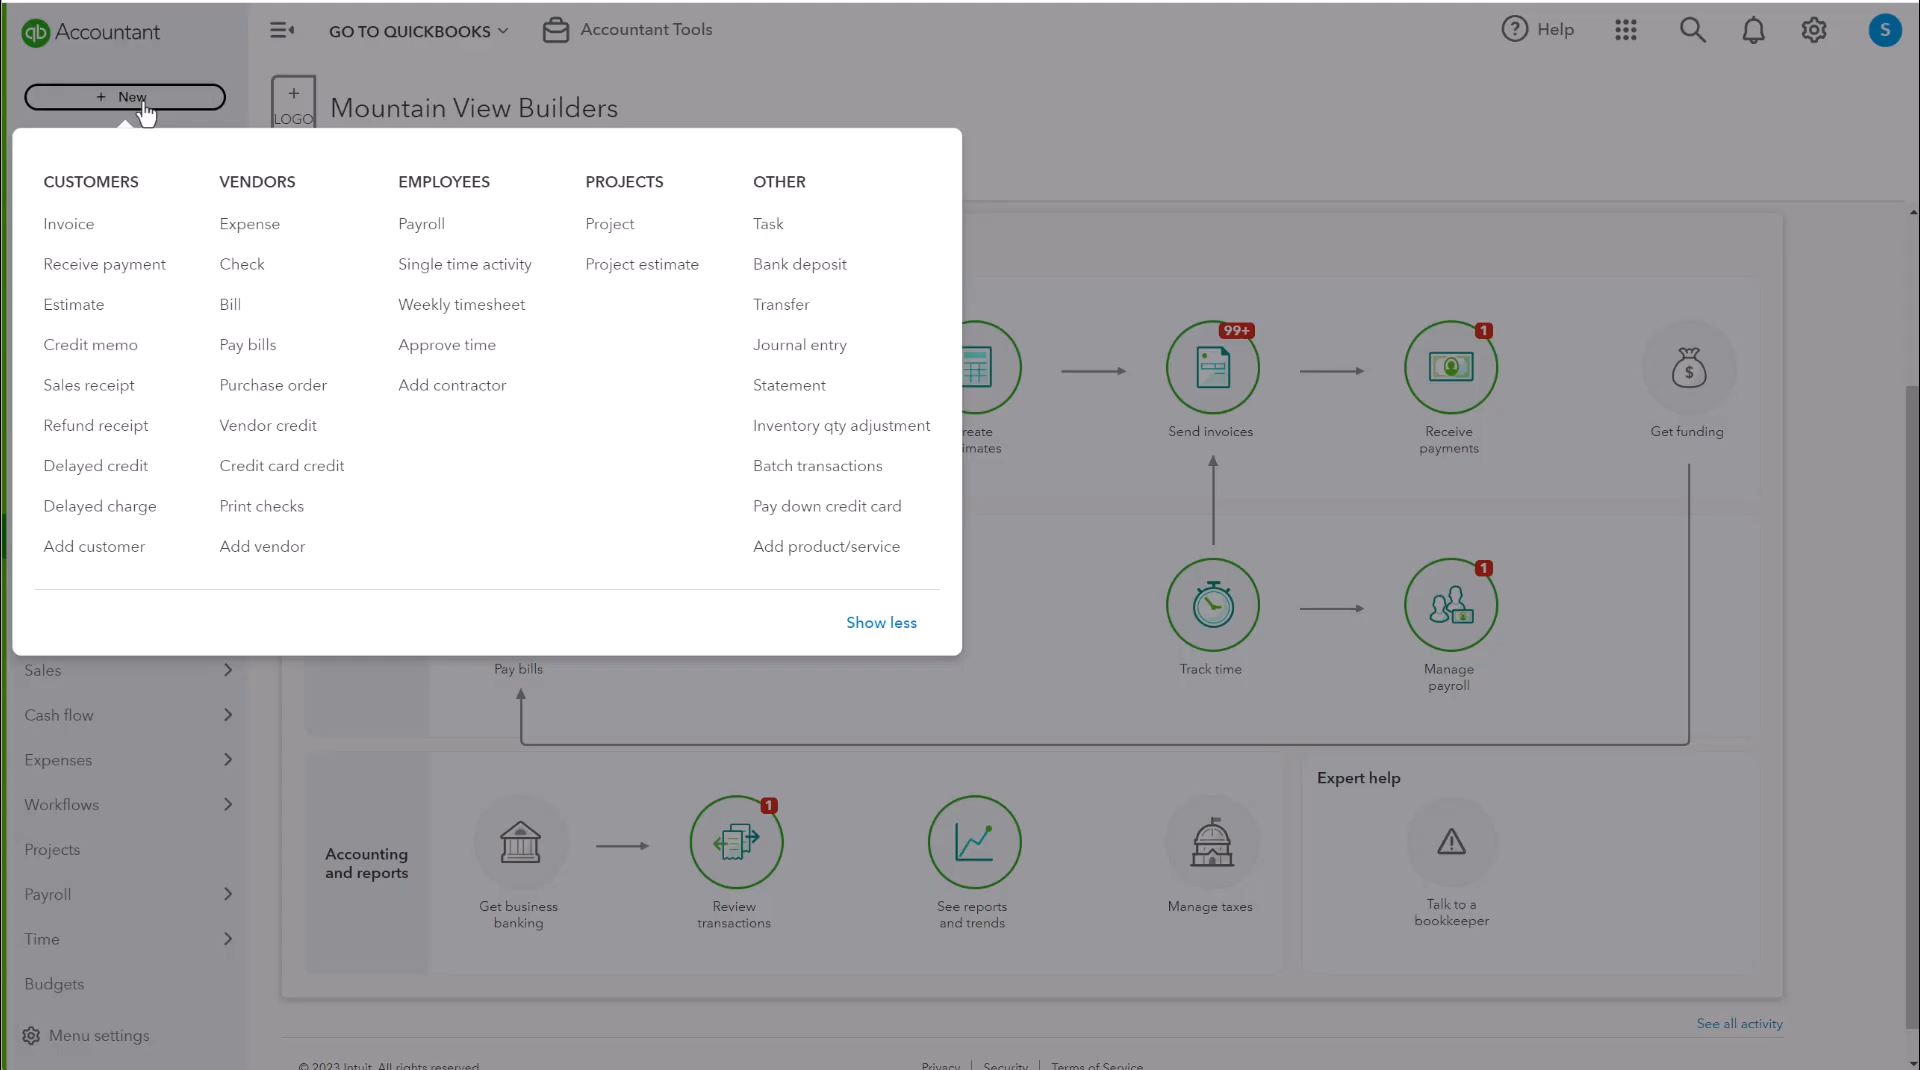 qb Accountant
GO TO QUICKBOOKS
Accountant Tools
Help
S
+ New
+
LOGO
Mountain View Builders
CUSTOMERS
Invoice
Receive payment
Estimate
Credit memo
Sales receipt
Refund receipt
Delayed credit
Delayed charge
Add customer
VENDORS
Expense
Check
Bill
Pay bills
Purchase order
Vendor credit
Credit card credit
Print checks
Add vendor
EMPLOYEES
Payroll
Single time activity
Weekly timesheet
Approve time
Add contractor
PROJECTS
Project
Project estimate
OTHER
Task
Bank deposit
Transfer
Journal entry
Statement
Inventory qty adjustment
Batch transactions
Pay down credit card
Add product/service
Show less
reate
imates
99+
Send invoices
1
Receive
payments
$
Get funding
Pay bills
Track time
1
Manage
payroll
Sales
Cash flow
Expenses
Workflows
Projects
Payroll
Time
Budgets
Menu settings
Accounting
and reports
Get business
banking
1
Review
transactions
See reports
and trends
Manage taxes
Expert help
Talk to a
bookkeeper
See all activity
© 2023 Intuit. All rights reserved.
Privacy | Security | Terms of Service